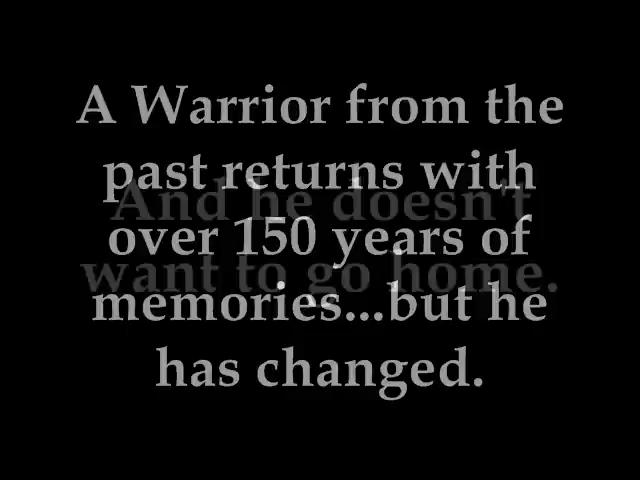 A Warrior from the
past returns with
over 150 years of
memories...but he
has changed.
And he doesn't
want to go home.